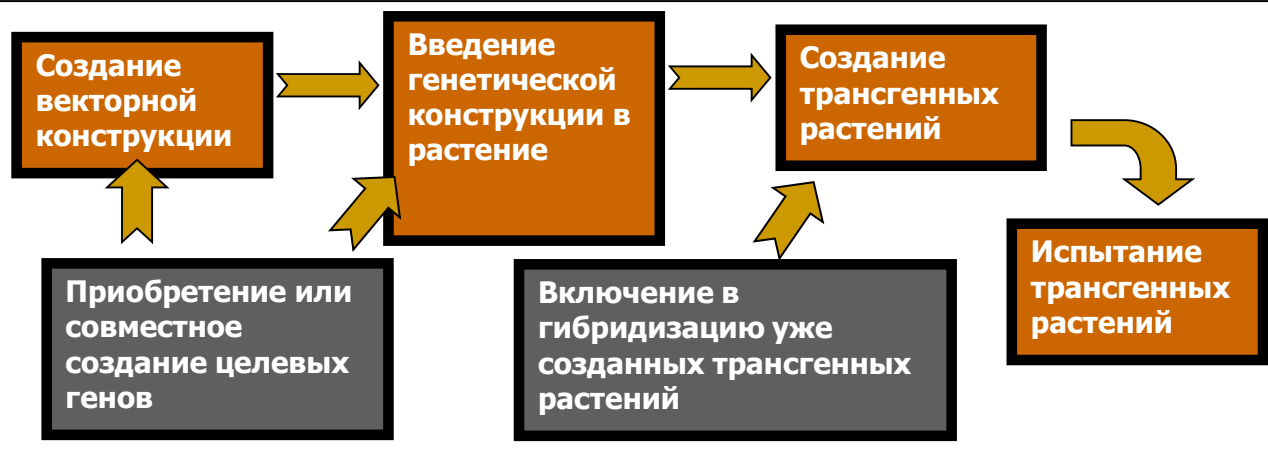 Создание
векторной
конструкции
Введение
генетической
конструкции в
растение
Создание
трансгенных
растений
Испытание
трансгенных
растений
Приобретение или
совместное
создание целевых
генов
Включение в
гибридизацию уже
созданных трансгенных
растений